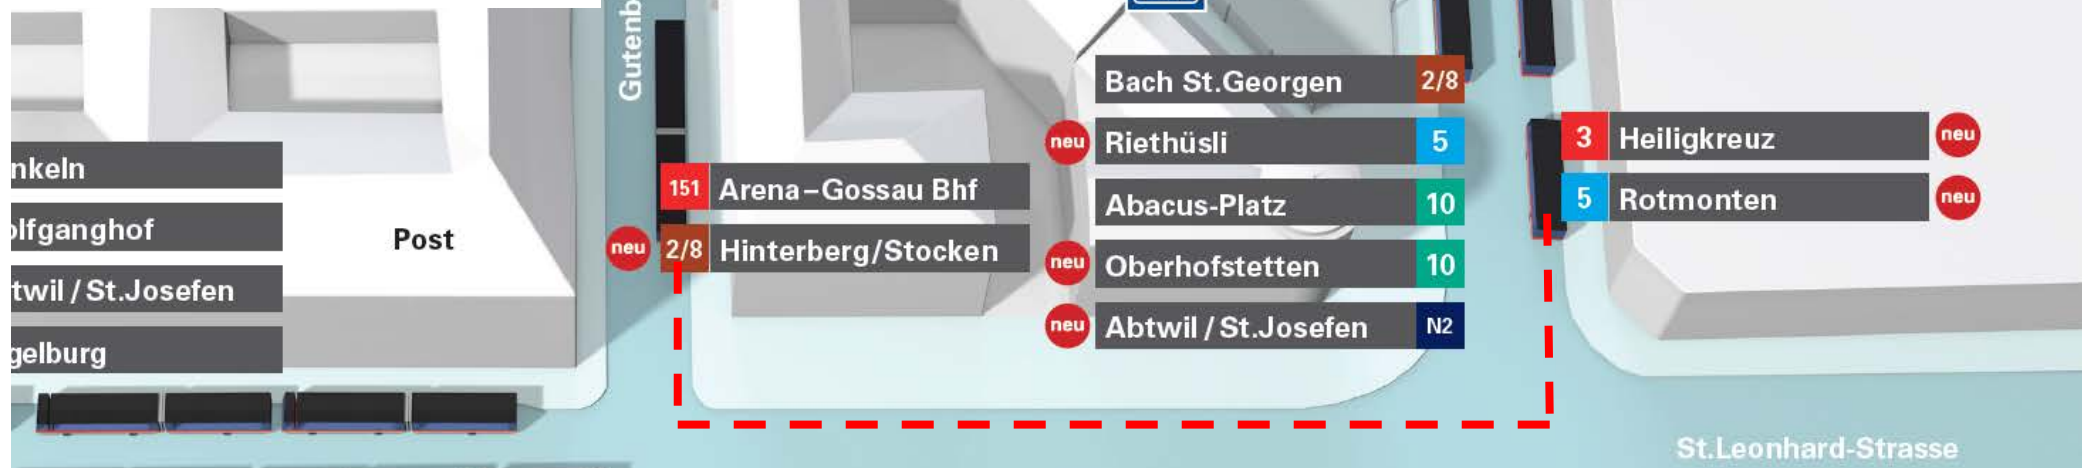 Gutenb
nkeln
olfganghof
twil / St.Josefen
gelburg
Post
151 Arena–Gossau Bhf
neu 2/8 Hinterberg/Stocken
Bach St.Georgen 2/8
neu Riethüsli 5
Abacus-Platz 10
neu Oberhofstetten 10
neu Abtwil / St.Josefen N2
3 Heiligkreuz neu
5 Rotmonten neu
St.Leonhard-Strasse